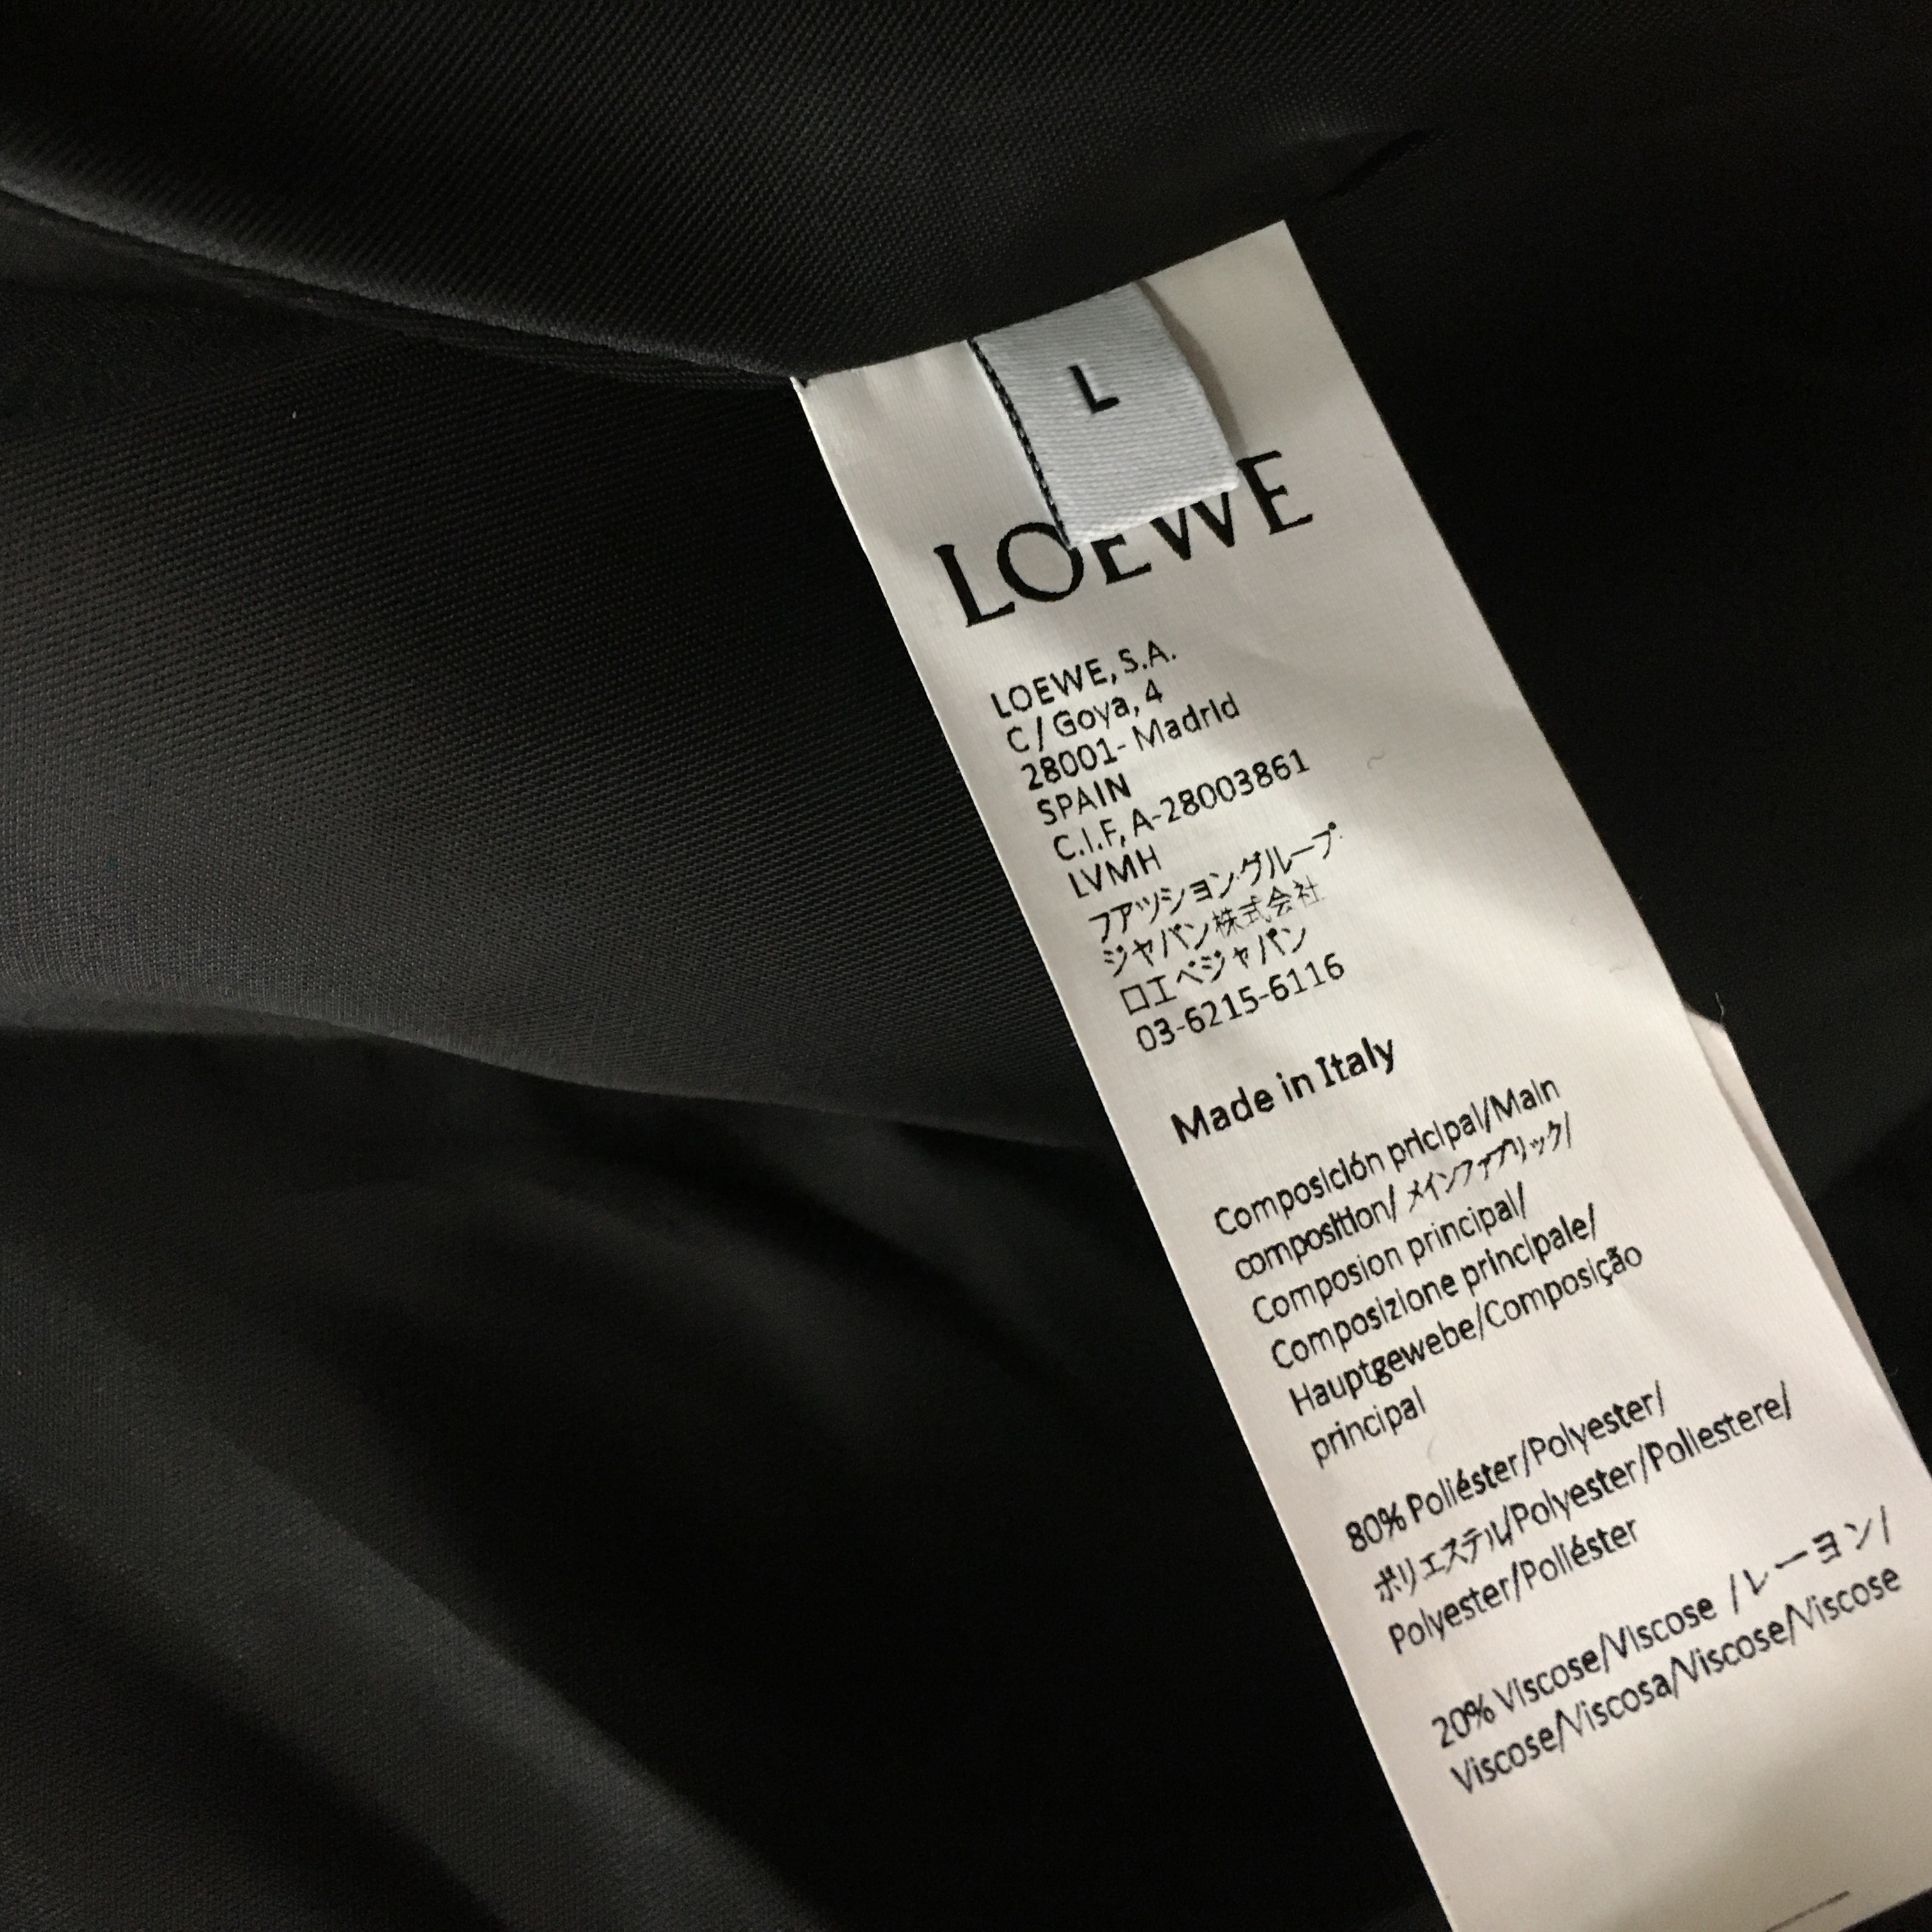 L
LOEWE
LOEWE, S.A.
C / Goya, 4
28001- Madrid
SPAIN
C.I.F, A-28003861
LVMH
フアッション・グループ・
ジャパン株式会社
ロエベジャパン
03-6215-6116
Made in Italy
Composición pricipal/Main
composition/ メインファブリック/
Composion principal/
Composizione principale/
Hauptgewebe/Composição
principal
80% Poliéster/Polyester/
ポリエステル/Polyester/Poliestere/
Polyester/Poliéster
20% Viscose/Viscose /レーヨン/
Viscose/Viscosa/Viscose/Viscose